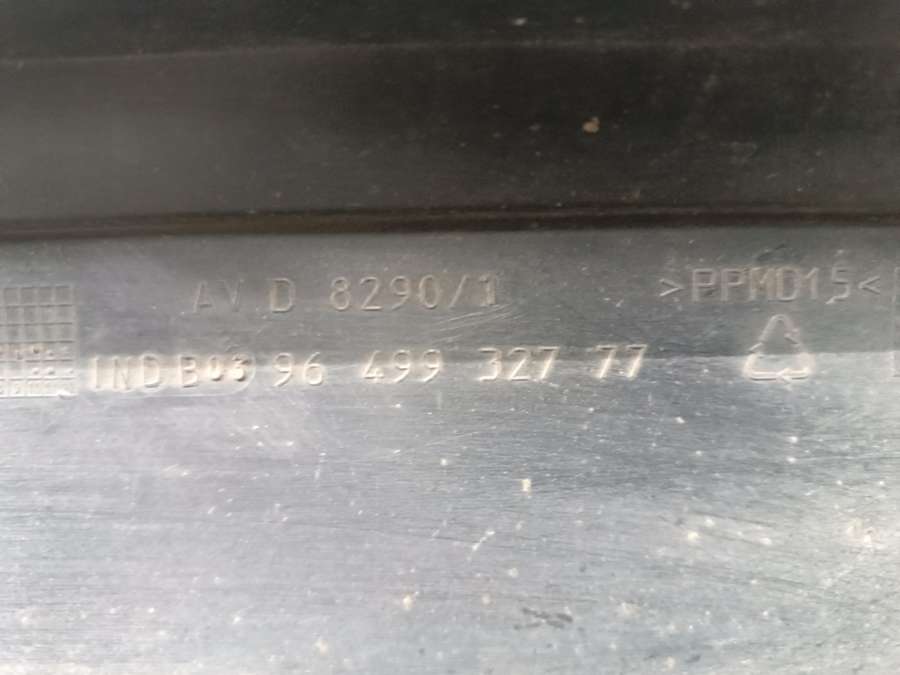 AV D 8290/1
>PPMD15<
IND B03 96 499 327 77